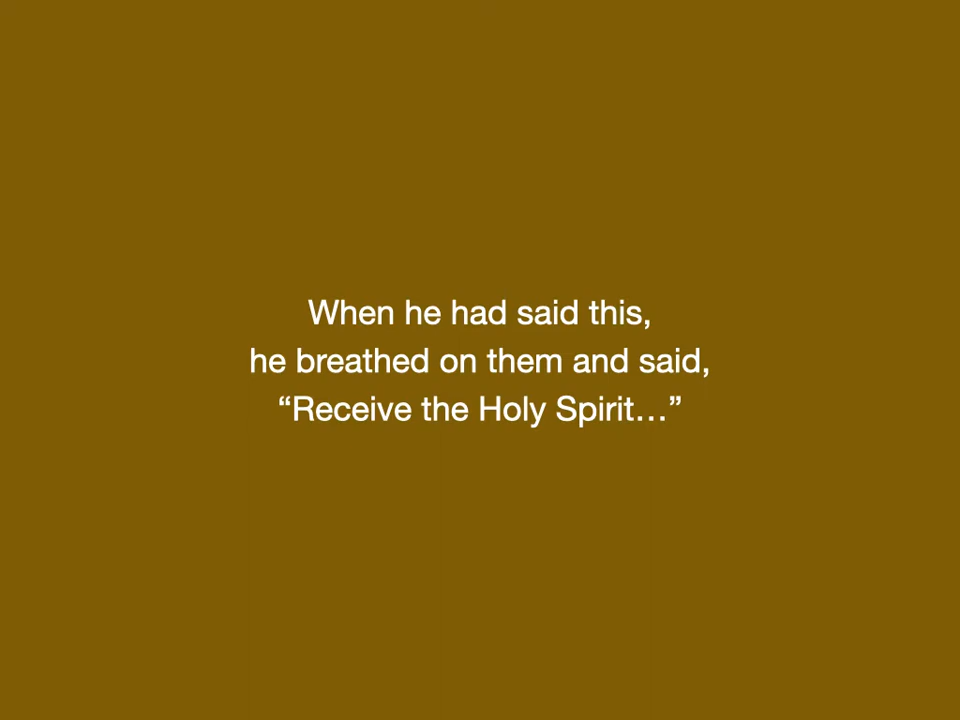 When he had said this,
he breathed on them and said,
“Receive the Holy Spirit…”